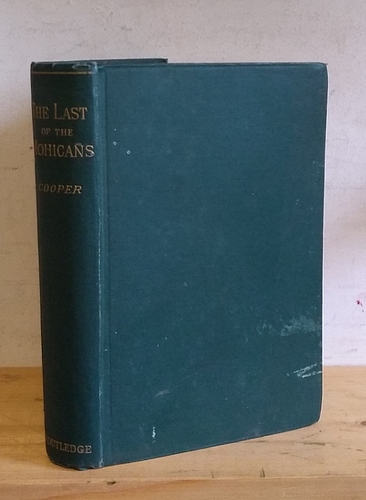 THE LAST
OF THE
MOHICANS
COOPER
ROUTLEDGE